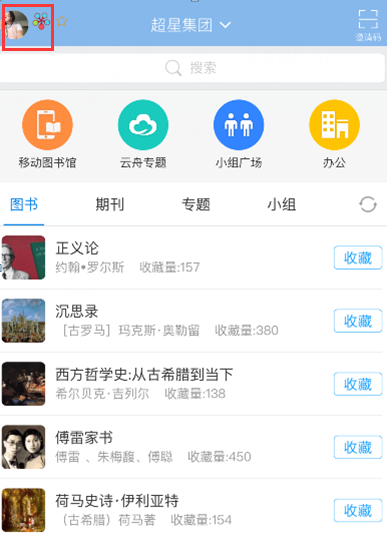 超星集团
邀请码
搜索
移动图书馆 云舟专题 小组广场 办公
图书 期刊 专题 小组
正义论
约翰•罗尔斯 收藏量:157
收藏
沉思录
［古罗马］玛克斯·奥勒留 收藏量:380
收藏
西方哲学史:从古希腊到当下
希尔贝克·吉列尔 收藏量:138
收藏
傅雷家书
傅雷 、朱梅馥、傅聪 收藏量:450
收藏
荷马史诗·伊利亚特
（古希腊）荷马著 收藏量:154
收藏